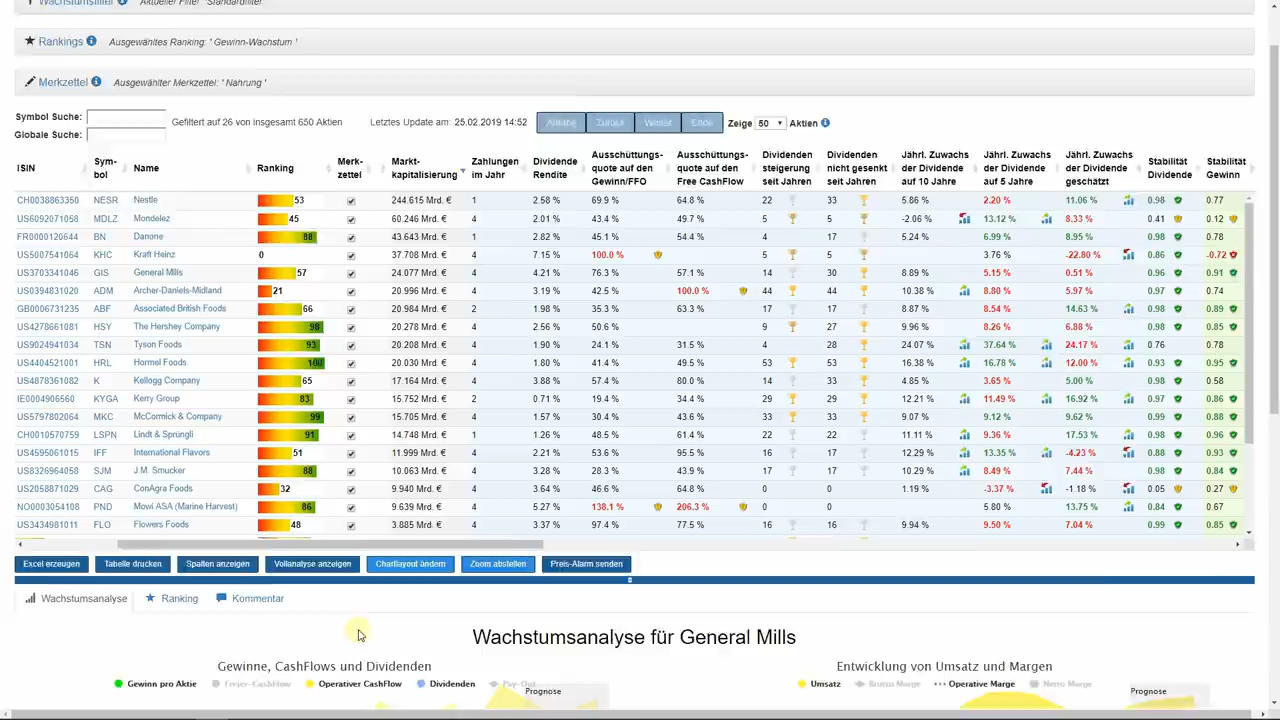 Wachstumsfilter Aktueller Filter 'Standardfilter'
Rankings Ausgewähltes Ranking: ' Gewinn-Wachstum '
Merkzettel Ausgewählter Merkzettel: ' Nahrung '
Symbol Suche: Gefiltert auf 26 von insgesamt 650 Aktien Letztes Update am: 25.02.2019 14:52 Anfang Zurück Weiter Ende Zeige 50 Aktien
Globale Suche:
ISIN Sym-bol Name Ranking Merk-zettel Markt-kapitalisierung Zahlungen im Jahr Dividende Rendite Ausschüttungs-quote auf den Gewinn/FFO Ausschüttungs-quote auf den Free CashFlow Dividenden steigerung seit Jahren Dividenden nicht gesenkt seit Jahren Jährl. Zuwachs der Dividende auf 10 Jahre Jährl. Zuwachs der Dividende auf 5 Jahre Jährl. Zuwachs der Dividende geschätzt Stabilität Dividende Stabilität Gewinn
CH0038863350 NESR Nestle 53 244.615 Mrd. € 1 2.58 % 69.9 % 64.8 % 22 33 5.86 % 2.20 % 11.06 % 0.98 0.77
US6092071058 MDLZ Mondelez 45 60.246 Mrd. € 4 2.01 % 43.4 % 49.7 % 5 5 -2.06 % 13.12 % 8.33 % 0.41 0.12
FR0000120644 BN Danone 88 43.643 Mrd. € 1 2.82 % 45.1 % 54.4 % 4 17 5.24 % 6.99 % 8.95 % 0.98 0.78
US5007541064 KHC Kraft Heinz 0 37.708 Mrd. € 4 7.15 % 100.0 % 5 5 3.76 % -22.80 % 0.86 -0.72
US3703341046 GIS General Mills 57 24.077 Mrd. € 4 4.21 % 76.3 % 57.1 % 14 30 8.89 % 5.15 % 0.51 % 0.96 0.91
US0394831020 ADM Archer-Daniels-Midland 21 20.996 Mrd. € 4 3.19 % 42.5 % 100.0 % 44 44 10.38 % 8.80 % 5.97 % 0.97 0.74
GB0006731235 ABF Associated British Foods 66 20.984 Mrd. € 2 1.98 % 35.3 % 63.3 % 17 17 8.87 % 8.54 % 14.63 % 0.98 0.89
US4278661081 HSY The Hershey Company 98 20.278 Mrd. € 4 2.56 % 50.6 % 9 27 9.96 % 8.26 % 6.88 % 0.98 0.85
US9024941034 TSN Tyson Foods 93 20.208 Mrd. € 4 1.90 % 24.1 % 31.5 % 4 28 24.07 % 37.64 % 24.17 % 0.76 0.78
US4404521001 HRL Hormel Foods 100 20.030 Mrd. € 4 1.80 % 41.4 % 49.5 % 53 53 16.38 % 16.78 % 12.00 % 0.93 0.95
US4878361082 K Kellogg Company 65 17.164 Mrd. € 4 3.88 % 57.4 % 80.0 % 14 33 4.85 % 3.65 % 5.00 % 0.98 0.58
IE0004906560 KYGA Kerry Group 83 15.752 Mrd. € 2 0.71 % 19.4 % 34.4 % 29 29 12.21 % 11.49 % 16.92 % 0.97 0.86
US5797802064 MKC McCormick & Company 99 15.705 Mrd. € 4 1.57 % 30.4 % 43.6 % 33 33 9.07 % 9.12 % 9.62 % 0.99 0.88
CH0010570759 LSPN Lindt & Sprüngli 91 14.748 Mrd. € 1 1.26 % 48.5 % 61.4 % 22 22 11.11 % 9.36 % 17.53 % 0.98 0.96
US4595061015 IFF International Flavors 51 11.999 Mrd. € 4 2.21 % 53.6 % 95.5 % 16 17 12.29 % 13.35 % -4.23 % 0.88 0.93
US8326964058 SJM J.M. Smucker 88 10.063 Mrd. € 4 3.28 % 28.3 % 43.9 % 17 17 10.29 % 8.49 % 7.44 % 0.98 0.84
US2058871029 CAG ConAgra Foods 32 9.940 Mrd. € 4 3.64 % 46.6 % 64.8 % 0 0 1.19 % -3.37 % -1.18 % 0.05 0.27
NO0003054108 PND Mowi ASA (Marine Harvest) 86 9.639 Mrd. € 4 5.27 % 138.1 % 206.3 % 0 0 5.80 % 13.75 % 0.84 0.67
US3434981011 FLO Flowers Foods 48 3.885 Mrd. € 4 3.37 % 97.4 % 77.5 % 16 16 9.94 % 9.50 % 7.04 % 0.99 0.85
Excel erzeugen Tabelle drucken Spalten anzeigen Vollanalyse anzeigen Chartlayout ändern Zoom abstellen Preis-Alarm senden
Wachstumsanalyse Ranking Kommentar
Wachstumsanalyse für General Mills
Gewinne, CashFlows und Dividenden Entwicklung von Umsatz und Margen
Gewinn pro Aktie Freier-CashFlow Operativer CashFlow Dividenden Pay-Out Umsatz Brutto Marge Operative Marge Netto Marge
Prognose Prognose